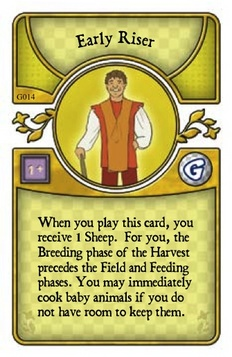 Early Riser
G014
1+
G
When you play this card, you
receive 1 Sheep. For you, the
Breeding phase of the Harvest
precedes the Field and Feeding
phases. You may immediately
cook baby animals if you do
not have room to keep them.